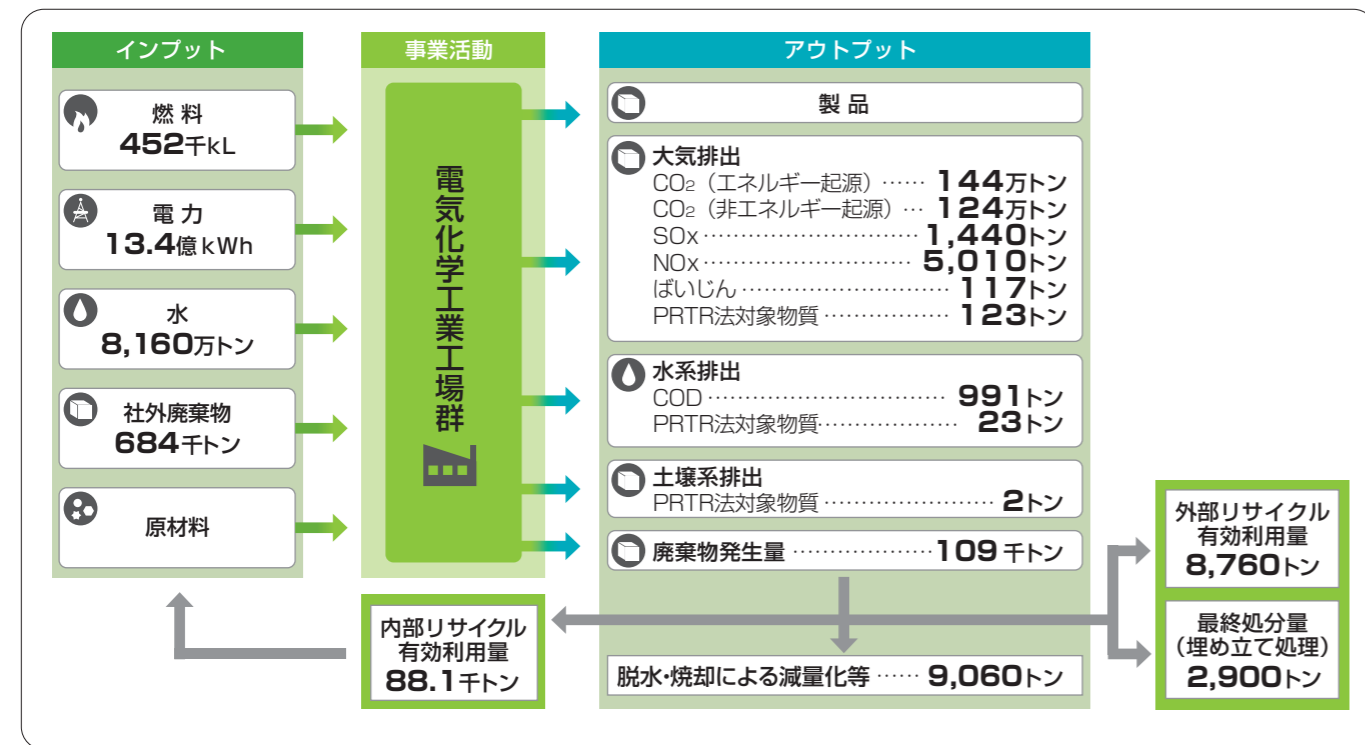 インプット
燃 料
452千kL
電 力
13.4億kWh
水
8,160万トン
社外廃棄物
684千トン
原材料
事業活動
電気化学工業工場群
アウトプット
製 品
大気排出
CO2（エネルギー起源）…… 144万トン
CO2（非エネルギー起源）… 124万トン
SOx………………………… 1,440トン
NOx………………………… 5,010トン
ばいじん………………………… 117トン
PRTR法対象物質……………… 123トン
水系排出
COD…………………………… 991トン
PRTR法対象物質………………… 23トン
土壌系排出
PRTR法対象物質…………………… 2トン
廃棄物発生量………………109千トン
脱水・焼却による減量化等…… 9,060トン
内部リサイクル
有効利用量
88.1千トン
外部リサイクル
有効利用量
8,760トン
最終処分量
（埋め立て処理）
2,900トン